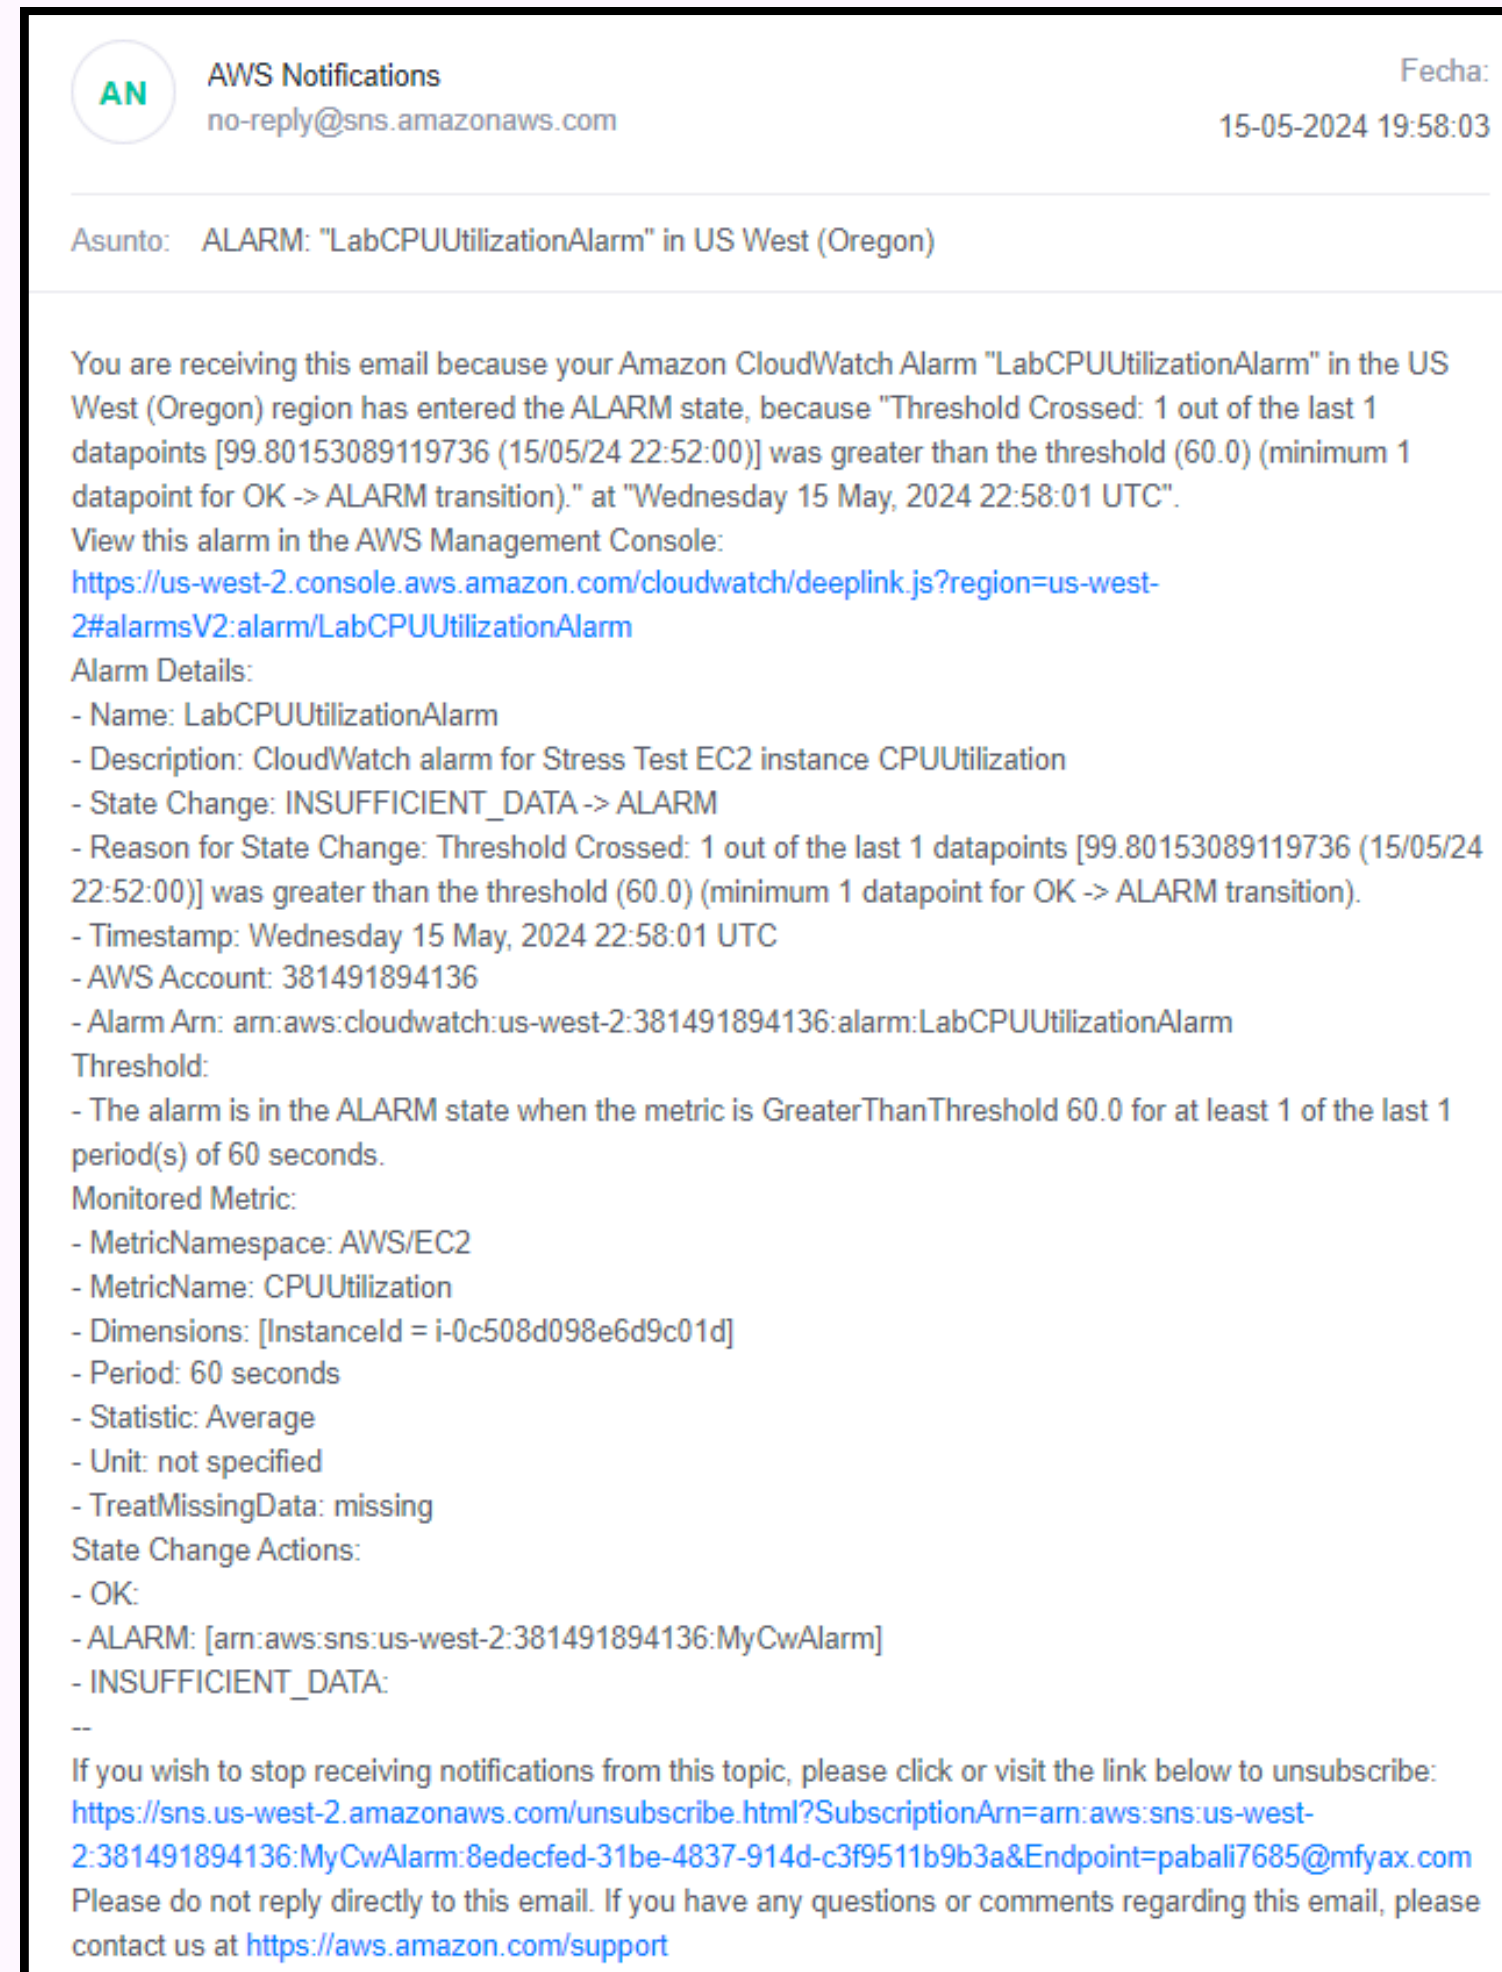 AN
AWS Notifications
no-reply@sns.amazonaws.com
Fecha:
15-05-2024 19:58:03
Asunto: ALARM: "LabCPUUtilizationAlarm" in US West (Oregon)
You are receiving this email because your Amazon CloudWatch Alarm "LabCPUUtilizationAlarm" in the US
West (Oregon) region has entered the ALARM state, because "Threshold Crossed: 1 out of the last 1
datapoints [99.80153089119736 (15/05/24 22:52:00)] was greater than the threshold (60.0) (minimum 1
datapoint for OK -> ALARM transition)." at "Wednesday 15 May, 2024 22:58:01 UTC".
View this alarm in the AWS Management Console:
https://us-west-2.console.aws.amazon.com/cloudwatch/deeplink.js?region=us-west-
2#alarmsV2:alarm/LabCPUUtilizationAlarm
Alarm Details:
- Name: LabCPUUtilizationAlarm
- Description: CloudWatch alarm for Stress Test EC2 instance CPUUtilization
- State Change: INSUFFICIENT_DATA -> ALARM
- Reason for State Change: Threshold Crossed: 1 out of the last 1 datapoints [99.80153089119736 (15/05/24
22:52:00)] was greater than the threshold (60.0) (minimum 1 datapoint for OK -> ALARM transition).
- Timestamp: Wednesday 15 May, 2024 22:58:01 UTC
- AWS Account: 381491894136
- Alarm Arn: arn:aws:cloudwatch:us-west-2:381491894136:alarm:LabCPUUtilizationAlarm
Threshold:
- The alarm is in the ALARM state when the metric is GreaterThanThreshold 60.0 for at least 1 of the last 1
period(s) of 60 seconds.
Monitored Metric:
- MetricNamespace: AWS/EC2
- MetricName: CPUUtilization
- Dimensions: [InstanceId = i-0c508d098e6d9c01d]
- Period: 60 seconds
- Statistic: Average
- Unit: not specified
- TreatMissingData: missing
State Change Actions:
- OK:
- ALARM: [arn:aws:sns:us-west-2:381491894136:MyCwAlarm]
- INSUFFICIENT_DATA:
--
If you wish to stop receiving notifications from this topic, please click or visit the link below to unsubscribe:
https://sns.us-west-2.amazonaws.com/unsubscribe.html?SubscriptionArn=arn:aws:sns:us-west-
2:381491894136:MyCwAlarm:8edecfed-31be-4837-914d-c3f9511b9b3a&Endpoint=pabali7685@mfyax.com
Please do not reply directly to this email. If you have any questions or comments regarding this email, please
contact us at https://aws.amazon.com/support